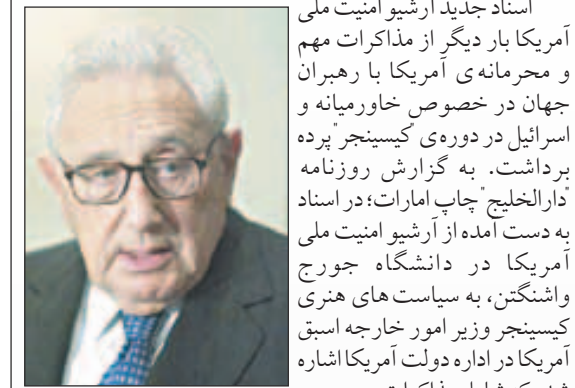 اسناد جدید ارشیو امنیت ملی
آمریکا بار دیگر از مذاکرات مهم
و محرمانه‌ی آمریکا با رهبران
جهان در خصوص خاورمیانه و
اسرائیل در دوره‌ی "کیسینجر" پرده
برداشت. به گزارش روزنامه
"دارالخلیج" چاپ امارات؛ در اسناد
به دست آمده از آرشیو امنیت ملی
آمریکا در دانشگاه جورج
واشنگتن، به سیاست های هنری
کیسینجر وزیر امور خارجه اسبق
آمریکا در اداره دولت آمریکا اشاره